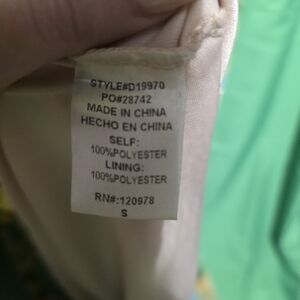 STYLE#D19970
PO#28742
MADE IN CHINA
HECHO EN CHINA
SELF:
100%POLYESTER
LINING:
100%POLYESTER
RN#:120978
S